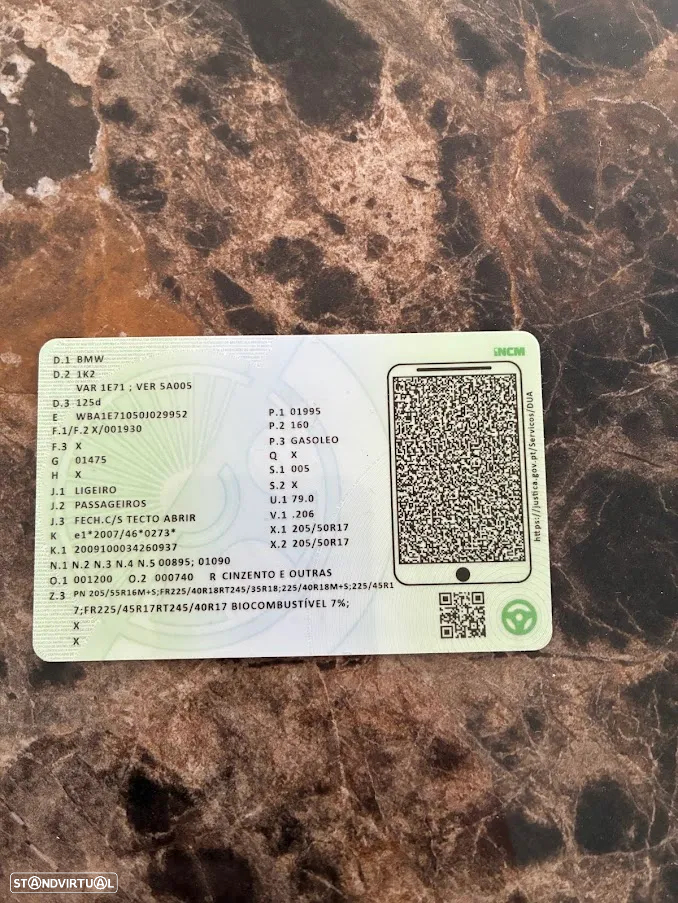 iNCM
D.1 BMW
D.2 1K2
VAR 1E71 ; VER 5A005
D.3 125d
E WBA1E71050J029952
F.1/F.2 X/001930
F.3 X
G 01475
H X
J.1 LIGEIRO
J.2 PASSAGEIROS
J.3 FECH.C/S TECTO ABRIR
K e1*2007/46*0273*
K.1 2009100034260937
P.1 01995
P.2 160
P.3 GASOLEO
Q X
S.1 005
S.2 X
U.1 79.0
V.1 .206
X.1 205/50R17
X.2 205/50R17
N.1 N.2 N.3 N.4 N.5 00895; 01090
O.1 001200 O.2 000740 R CINZENTO E OUTRAS
Z.3 PN 205/55R16M+S;FR225/40R18RT245/35R18;225/40R18M+S;225/45R1
7;FR225/45R17RT245/40R17 BIOCOMBUSTÍVEL 7%;
X
X
https://justica.gov.pt/Servicos/DUA
STANDVIRTUAL